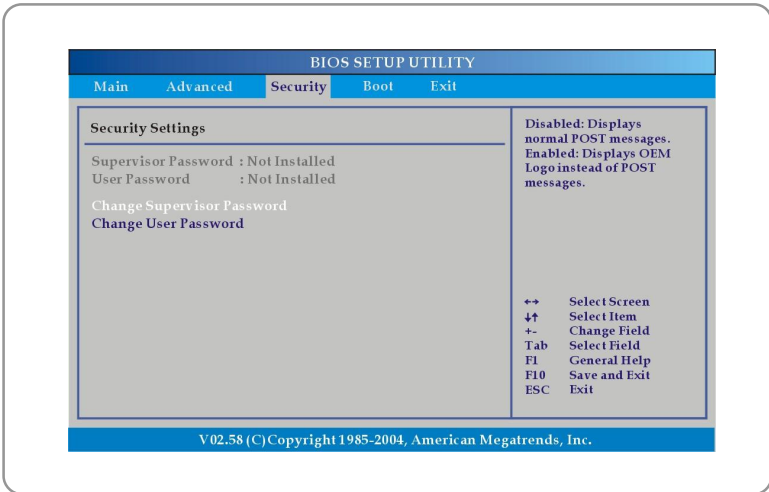 BIOS SETUP UTILITY
Main Advanced Security Boot Exit
Security Settings
Supervisor Password : Not Installed
User Password : Not Installed
Change Supervisor Password
Change User Password
Disabled: Displays
normal POST messages.
Enabled: Displays OEM
Logo instead of POST
messages.
←→ Select Screen
↓↑ Select Item
+- Change Field
Tab Select Field
F1 General Help
F10 Save and Exit
ESC Exit
V02.58 (C)Copyright 1985-2004, American Megatrends, Inc.